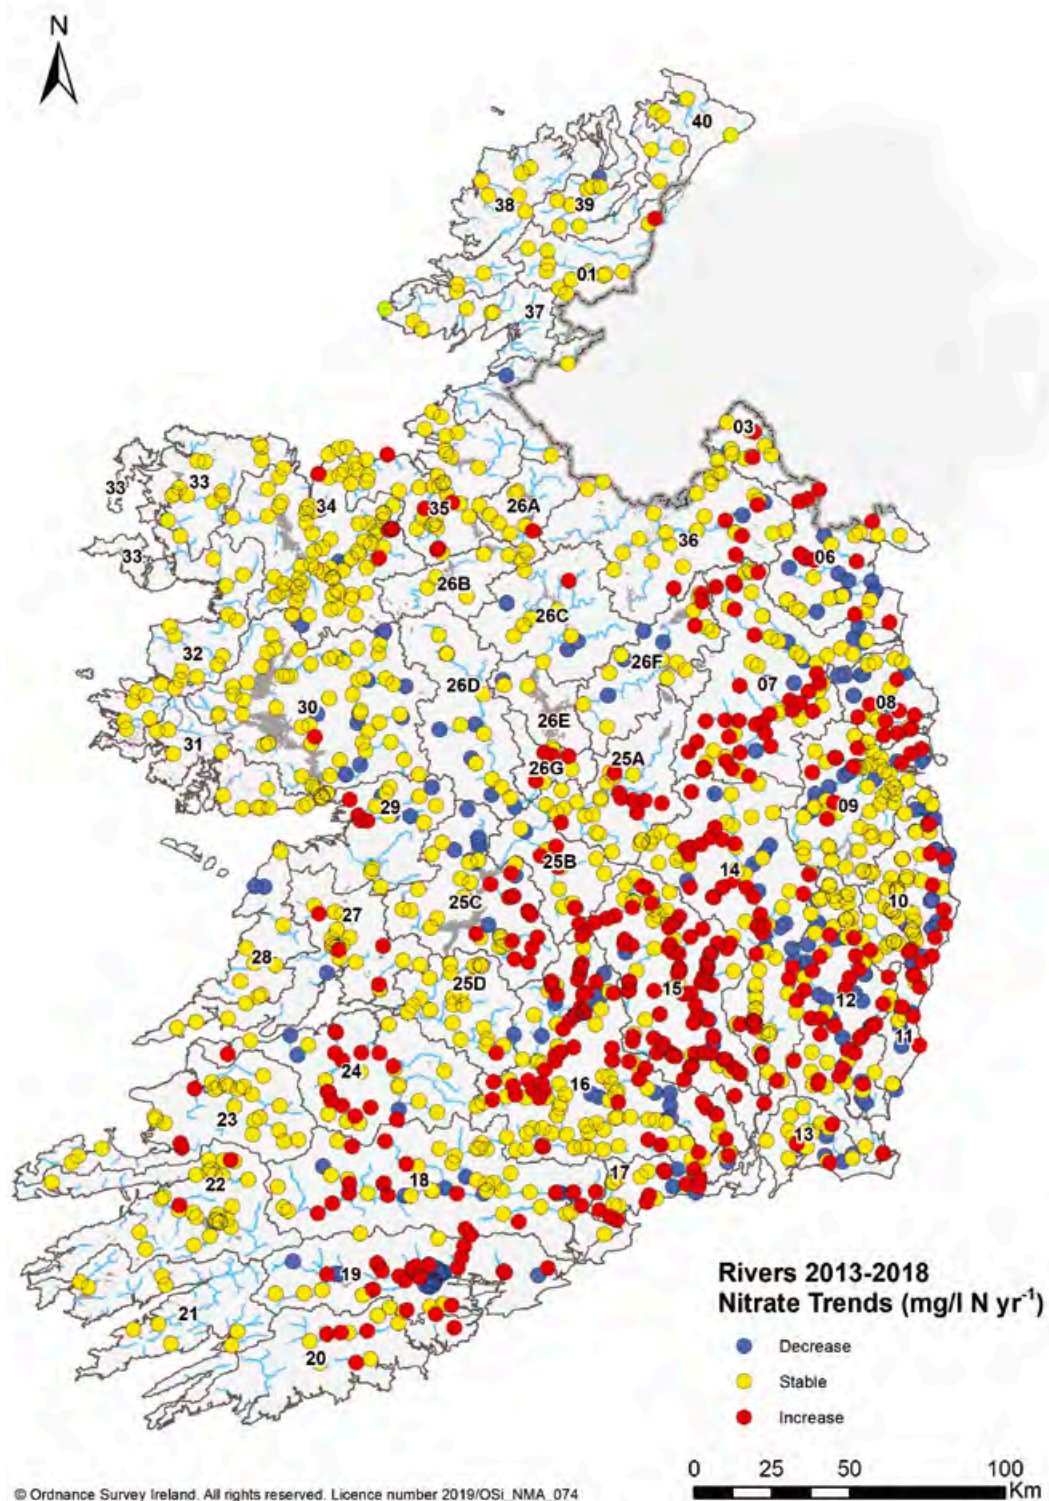 N
40
38
39
01
37
03
33
33
34
35
26A
36
06
33
26B
26C
32
26D
26F
07
30
08
31
26E
26G
25A
29
09
25B
14
25C
10
27
28
25D
15
12
11
24
16
23
13
22
18
17
19
21
20
Rivers 2013-2018
Nitrate Trends (mg/l N yr⁻¹)
Decrease
Stable
Increase
0 25 50 100
Km
© Ordnance Survey Ireland. All rights reserved. Licence number 2019/OSi_NMA_074